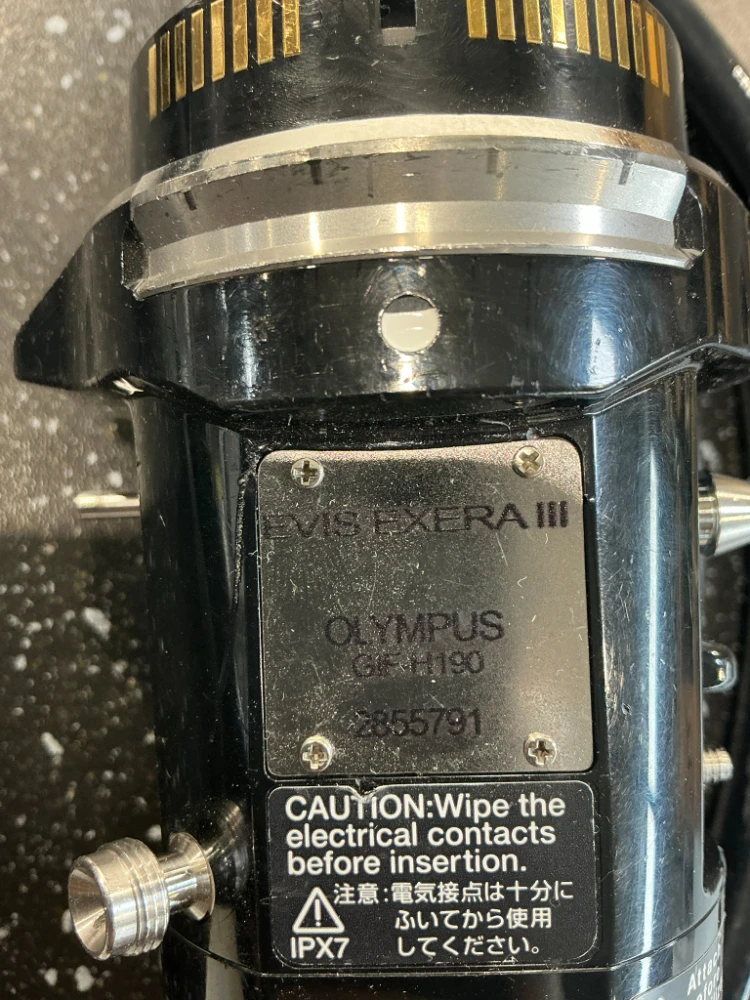 EVIS EXERA III
OLYMPUS
GIF-H190
2855791
CAUTION:Wipe the
electrical contacts
before insertion.
注意:電気接点は十分に
ふいてから使用
してください。
IPX7
Attac